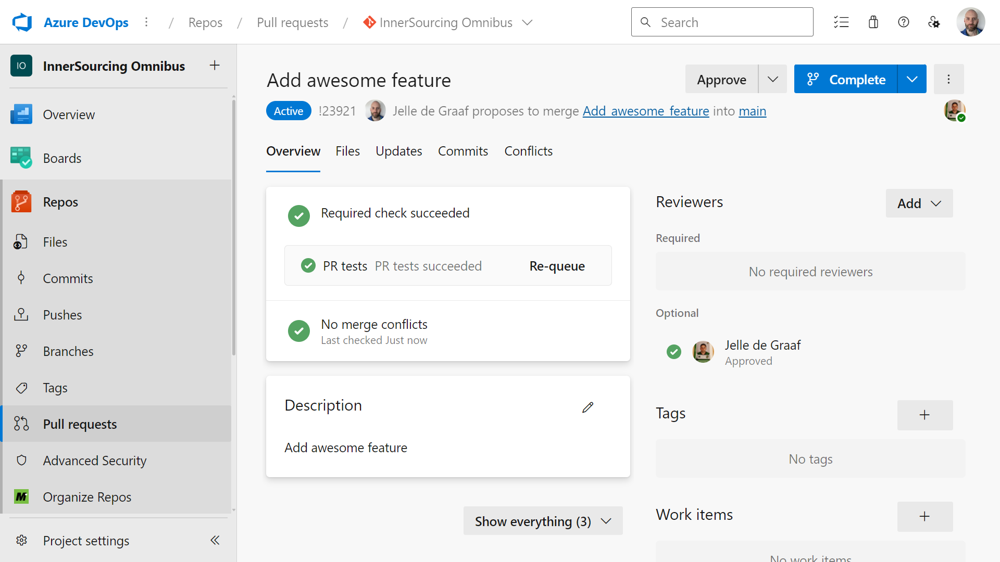 Azure DevOps / Repos / Pull requests / InnerSourcing Omnibus
Search
IO InnerSourcing Omnibus
Overview
Boards
Repos
Files
Commits
Pushes
Branches
Tags
Pull requests
Advanced Security
Organize Repos
Project settings
Add awesome feature
Approve
Complete
Active !23921 Jelle de Graaf proposes to merge Add_awesome_feature into main
Overview Files Updates Commits Conflicts
Required check succeeded
PR tests PR tests succeeded Re-queue
No merge conflicts
Last checked Just now
Description
Add awesome feature
Show everything (3)
Reviewers
Add
Required
No required reviewers
Optional
Jelle de Graaf
Approved
Tags
No tags
Work items
No work items